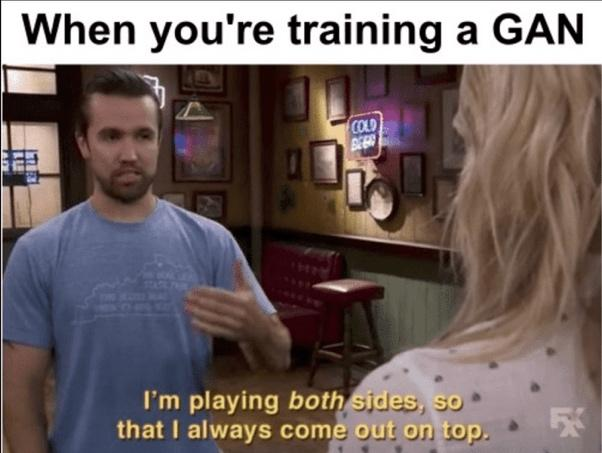 When you're training a GAN
COLD
BEER
I'm playing both sides, so
that I always come out on top.
FX